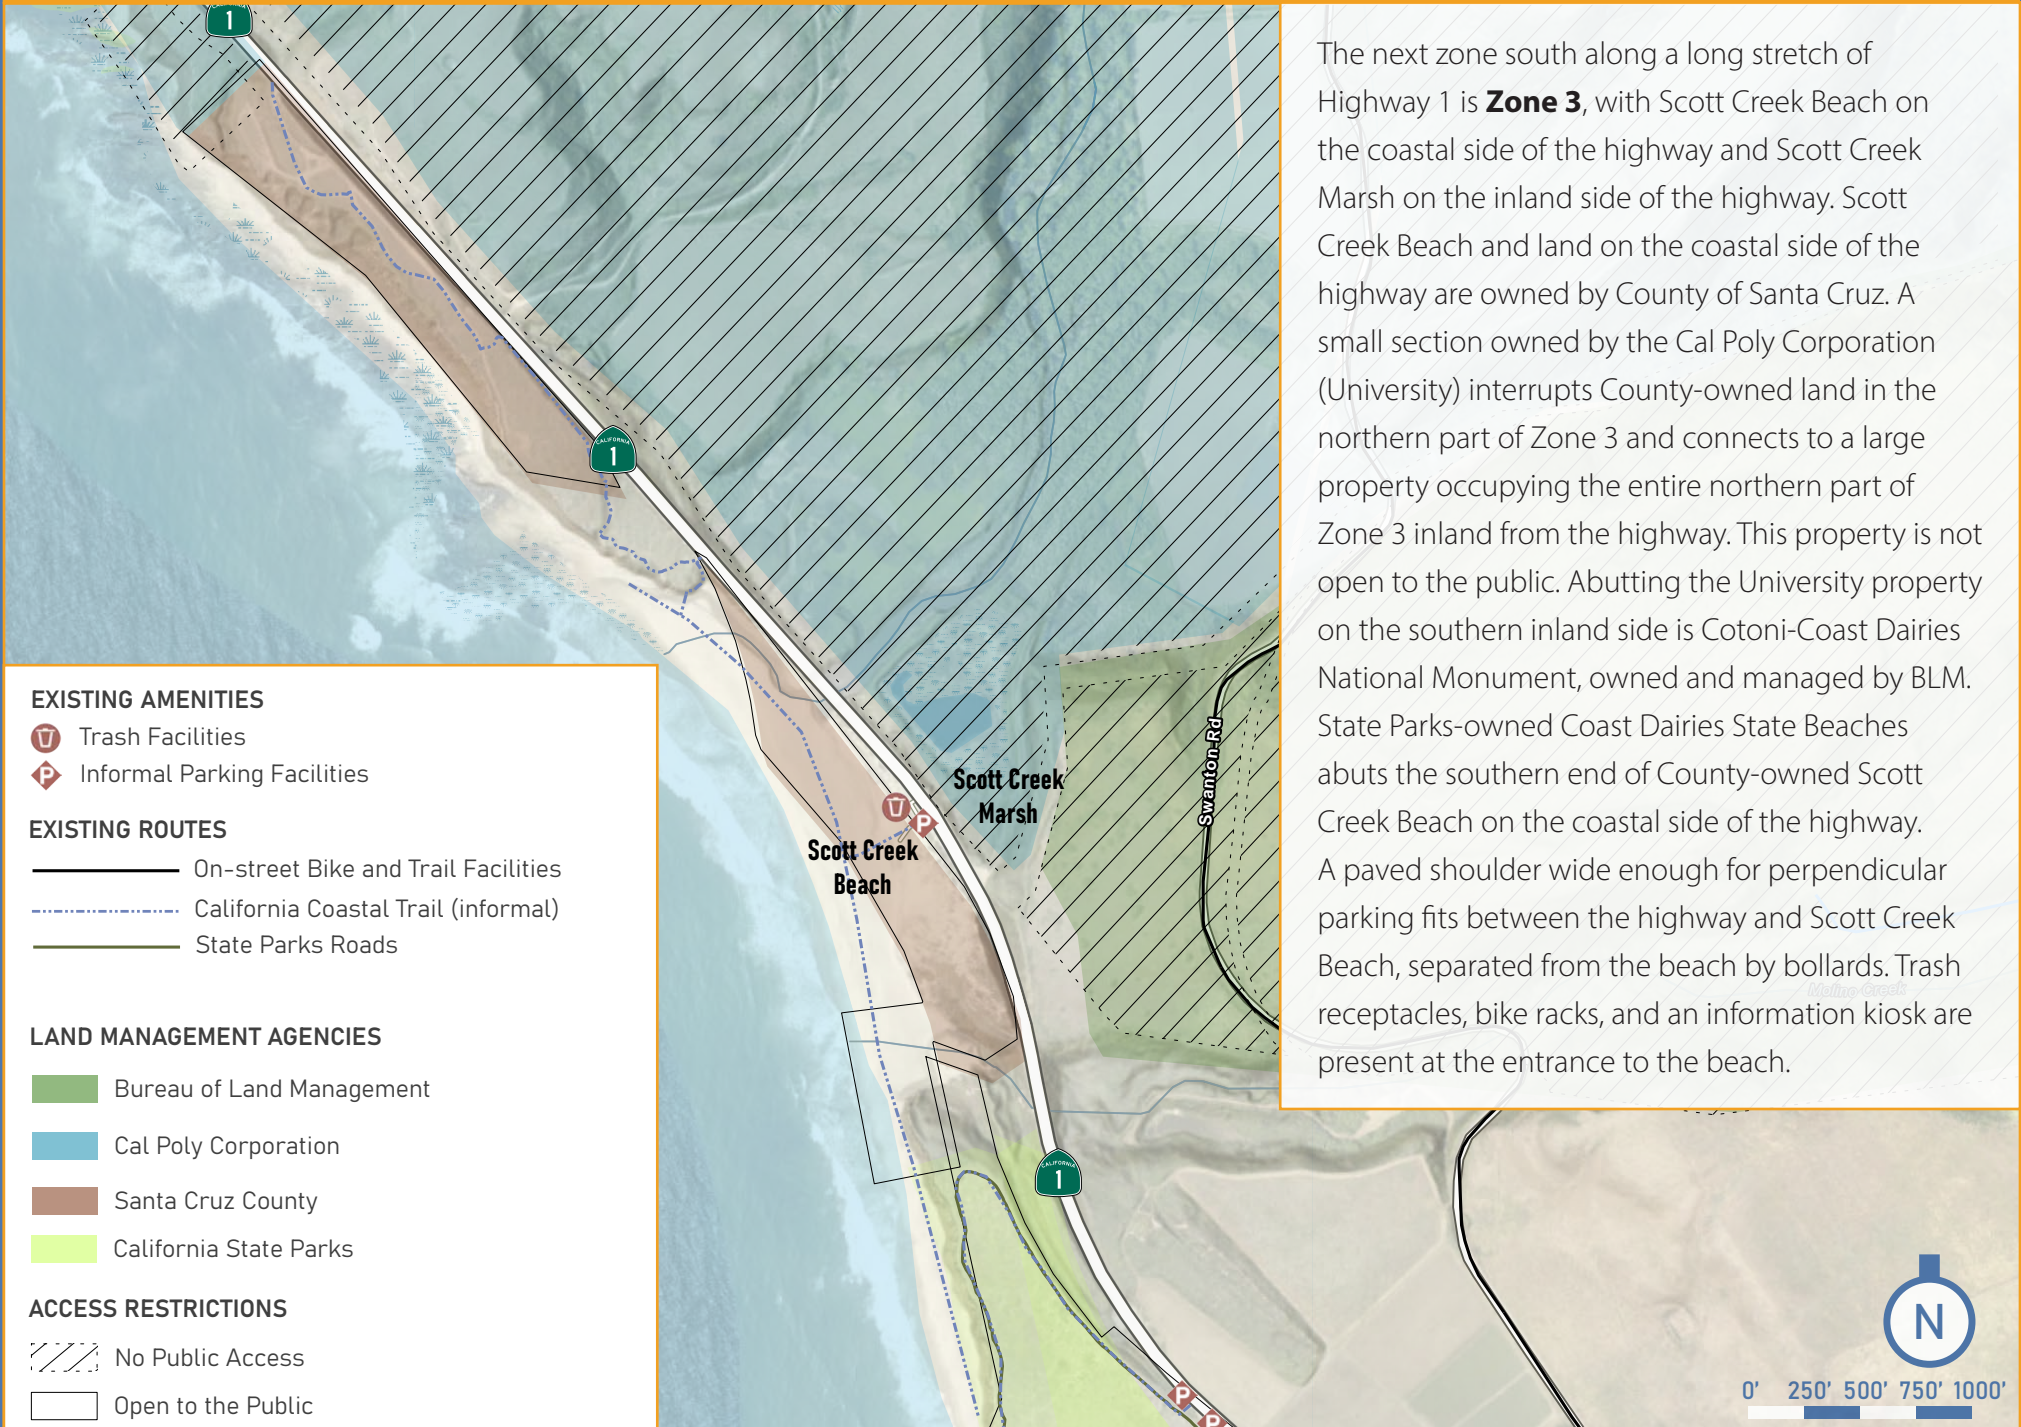 1
The next zone south along a long stretch of
Highway 1 is Zone 3, with Scott Creek Beach on
the coastal side of the highway and Scott Creek
Marsh on the inland side of the highway. Scott
Creek Beach and land on the coastal side of the
highway are owned by County of Santa Cruz. A
small section owned by the Cal Poly Corporation
(University) interrupts County-owned land in the
northern part of Zone 3 and connects to a large
property occupying the entire northern part of
Zone 3 inland from the highway. This property is not
open to the public. Abutting the University property
on the southern inland side is Cotoni-Coast Dairies
National Monument, owned and managed by BLM.
State Parks-owned Coast Dairies State Beaches
abuts the southern end of County-owned Scott
Creek Beach on the coastal side of the highway.
A paved shoulder wide enough for perpendicular
parking fits between the highway and Scott Creek
Beach, separated from the beach by bollards. Trash
receptacles, bike racks, and an information kiosk are
present at the entrance to the beach.
Molino Creek
CALIFORNIA
1
Scott Creek
Marsh
Swanton Rd
P
Scott Creek
Beach
CALIFORNIA
1
P
P
EXISTING AMENITIES
Trash Facilities
P Informal Parking Facilities
EXISTING ROUTES
On-street Bike and Trail Facilities
California Coastal Trail (informal)
State Parks Roads
LAND MANAGEMENT AGENCIES
Bureau of Land Management
Cal Poly Corporation
Santa Cruz County
California State Parks
ACCESS RESTRICTIONS
No Public Access
Open to the Public
N
0' 250' 500' 750' 1000'